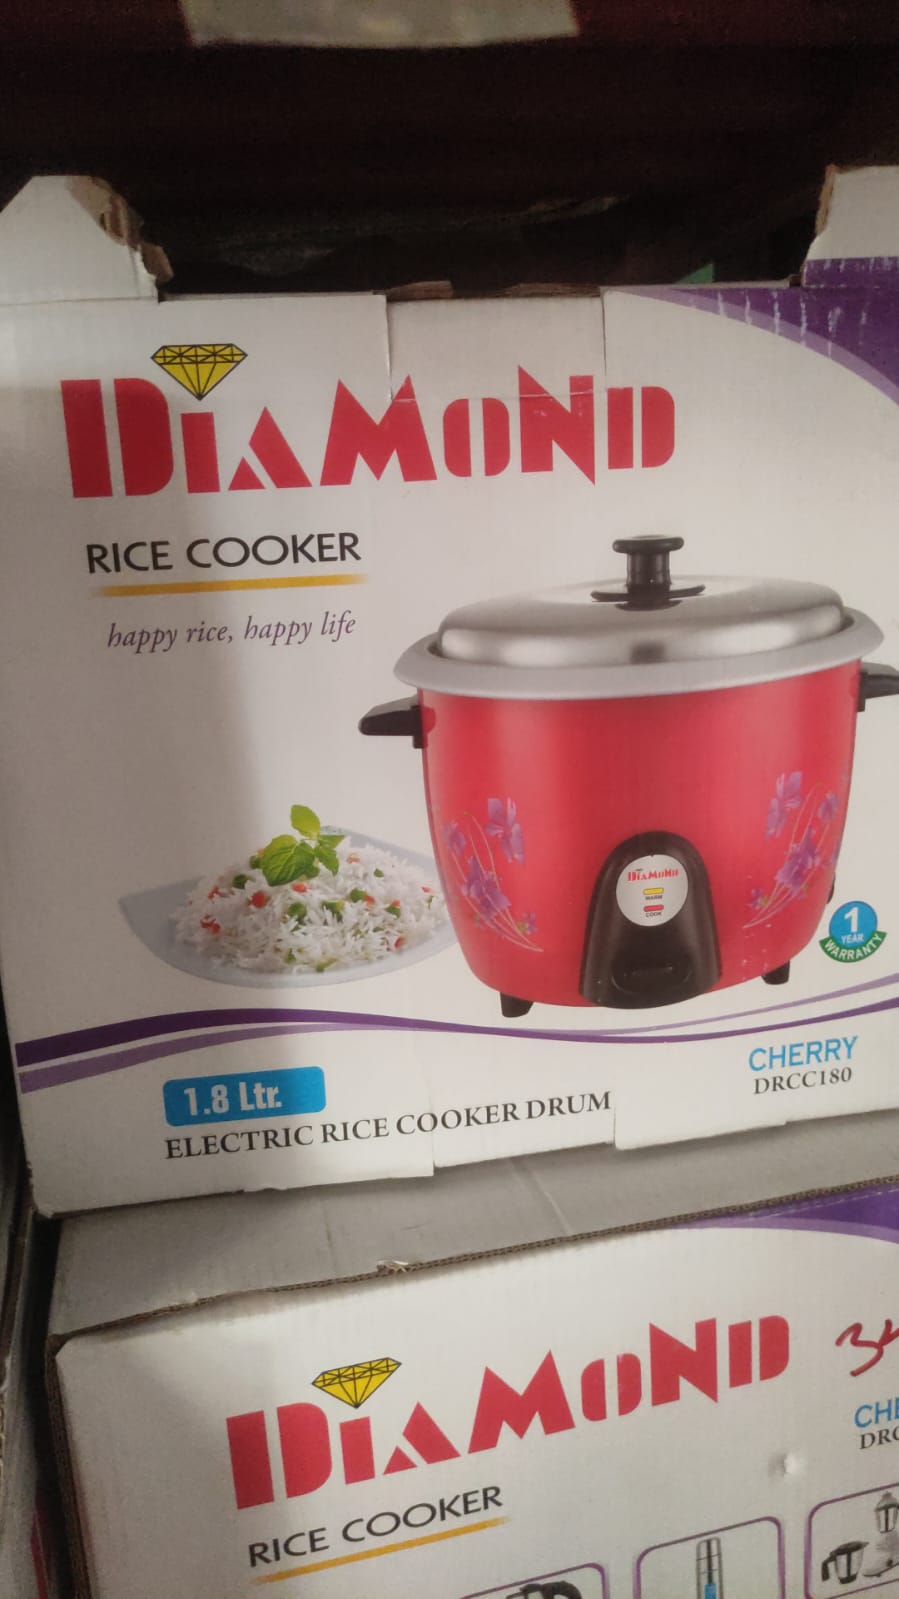 DIAMOND
RICE COOKER
happy rice, happy life
DIAMOND
WARM
COOK
1
YEAR
WARRANTY
CHERRY
DRCC180
1.8 Ltr.
ELECTRIC RICE COOKER DRUM
DIAMOND
RICE COOKER